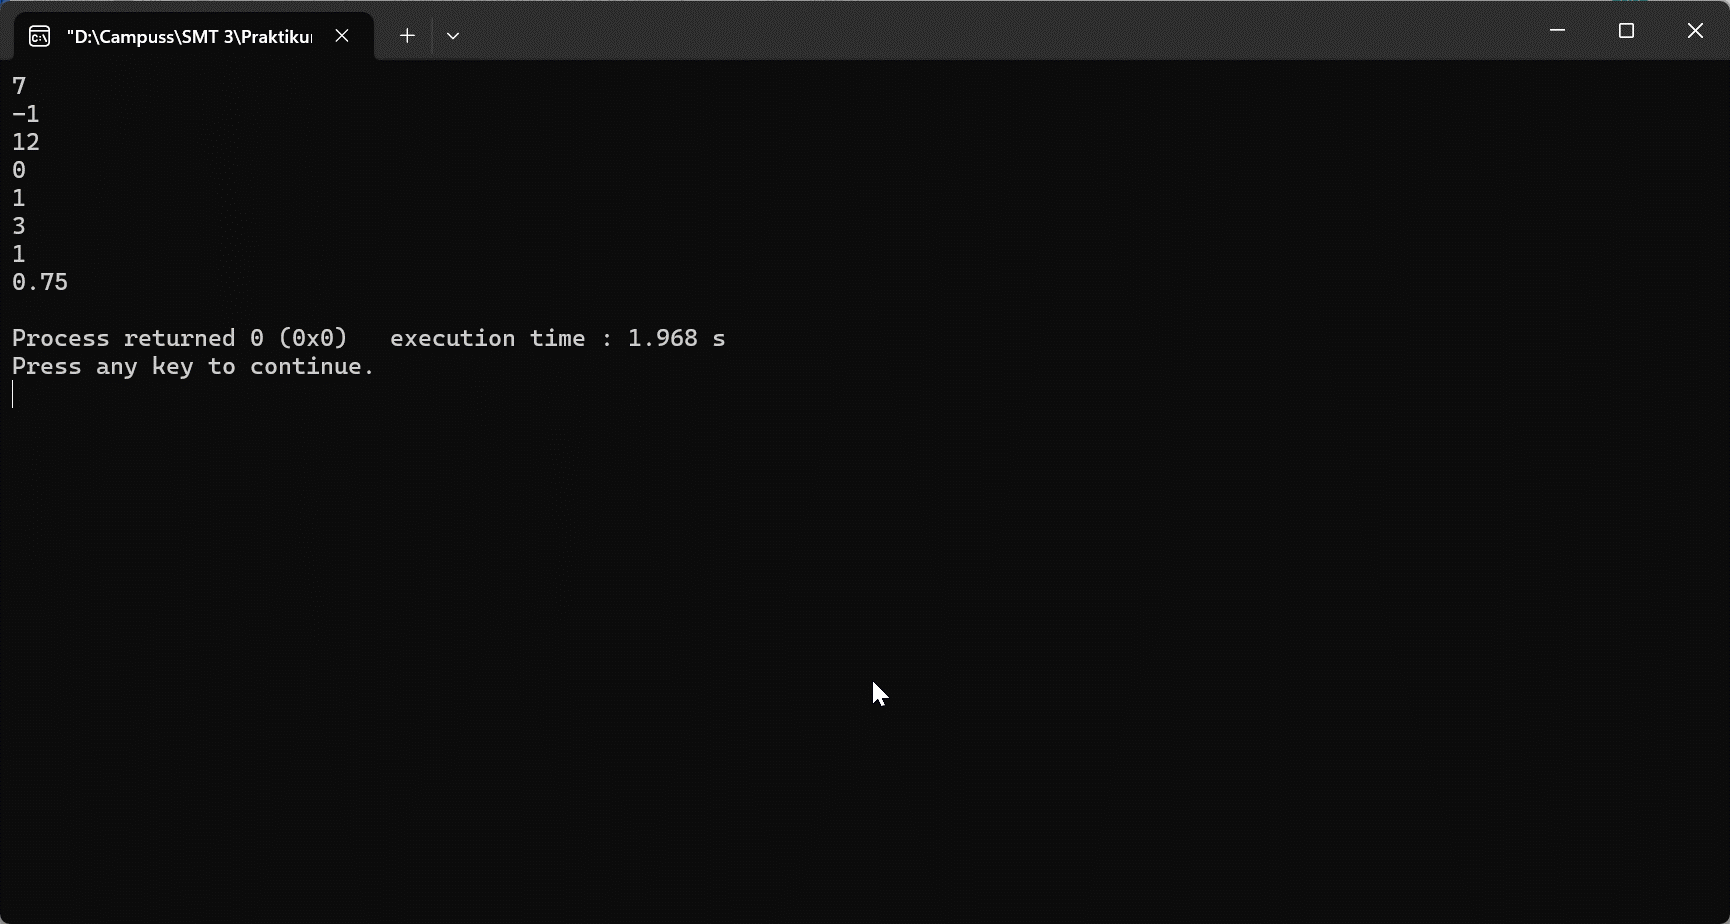 "D:\Campuss\SMT 3\Praktiku
7
-1
12
0
1
3
1
0.75
Process returned 0 (0x0)   execution time : 1.968 s
Press any key to continue.